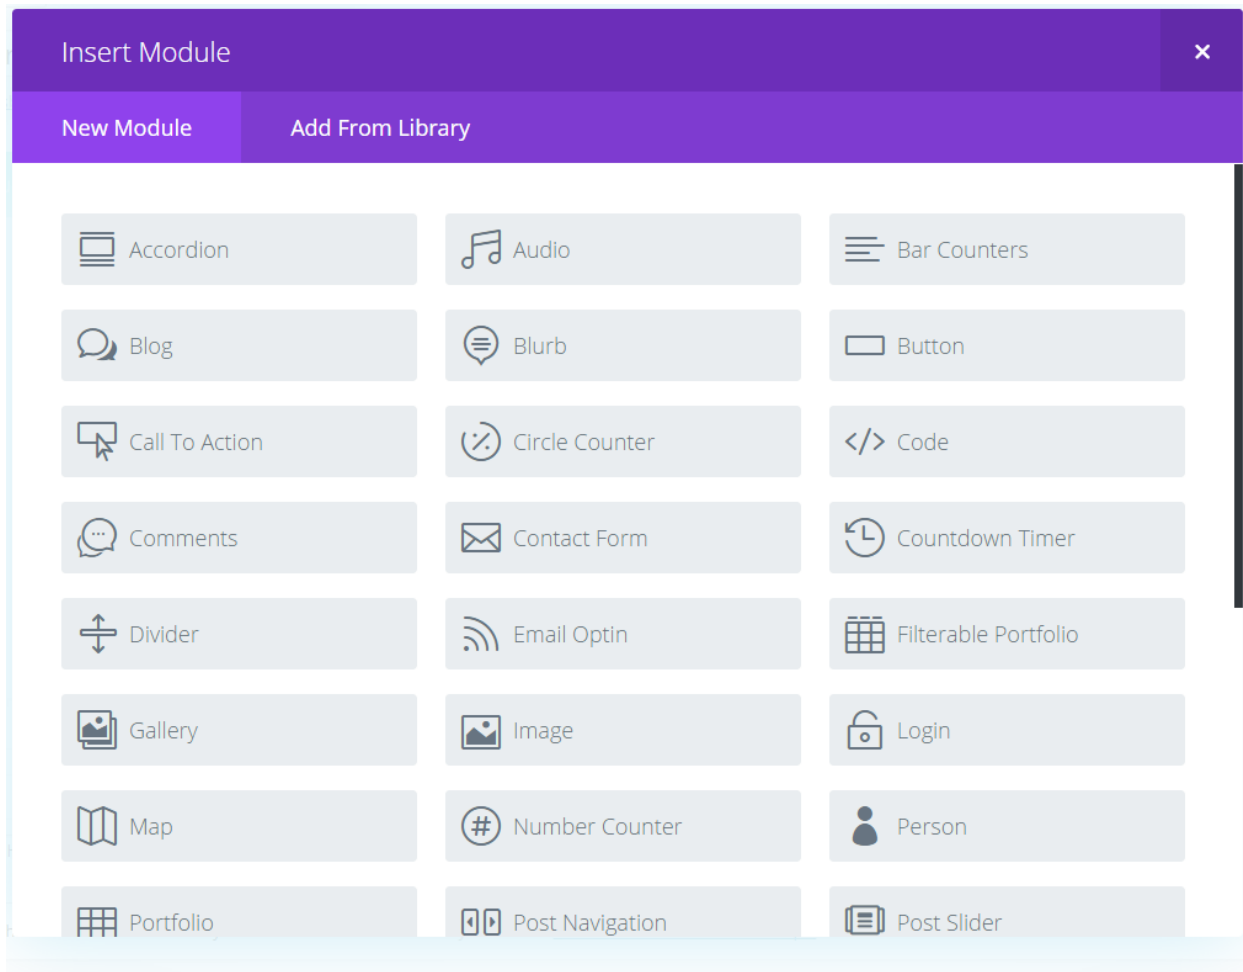 Insert Module
New Module Add From Library
Accordion Audio Bar Counters
Blog Blurb Button
Call To Action Circle Counter Code
Comments Contact Form Countdown Timer
Divider Email Optin Filterable Portfolio
Gallery Image Login
Map Number Counter Person
Portfolio Post Navigation Post Slider